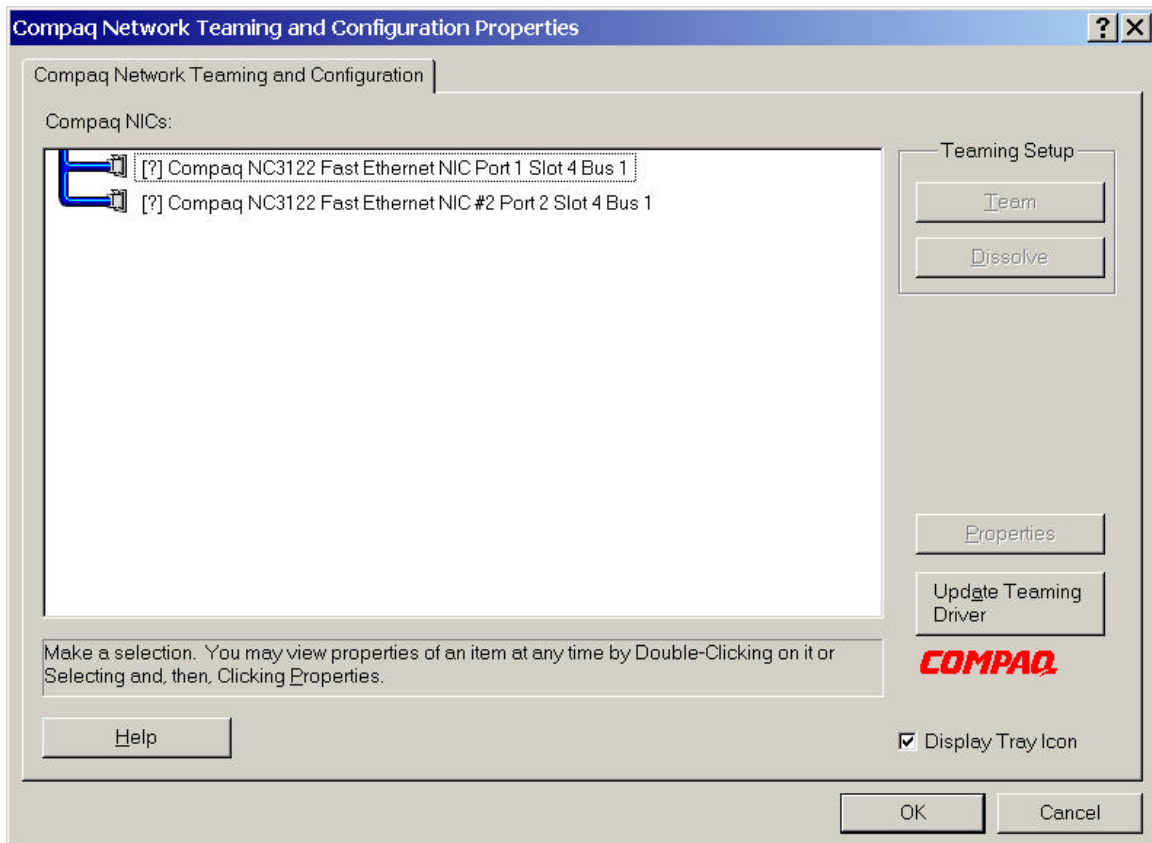 Compaq Network Teaming and Configuration Properties
Compaq Network Teaming and Configuration
Compaq NICs:
[?] Compaq NC3122 Fast Ethernet NIC Port 1 Slot 4 Bus 1
[?] Compaq NC3122 Fast Ethernet NIC #2 Port 2 Slot 4 Bus 1
Teaming Setup
Team
Dissolve
Properties
Update Teaming
Driver
COMPAQ
Make a selection. You may view properties of an item at any time by Double-Clicking on it or
Selecting and, then, Clicking Properties.
Help
Display Tray Icon
OK
Cancel